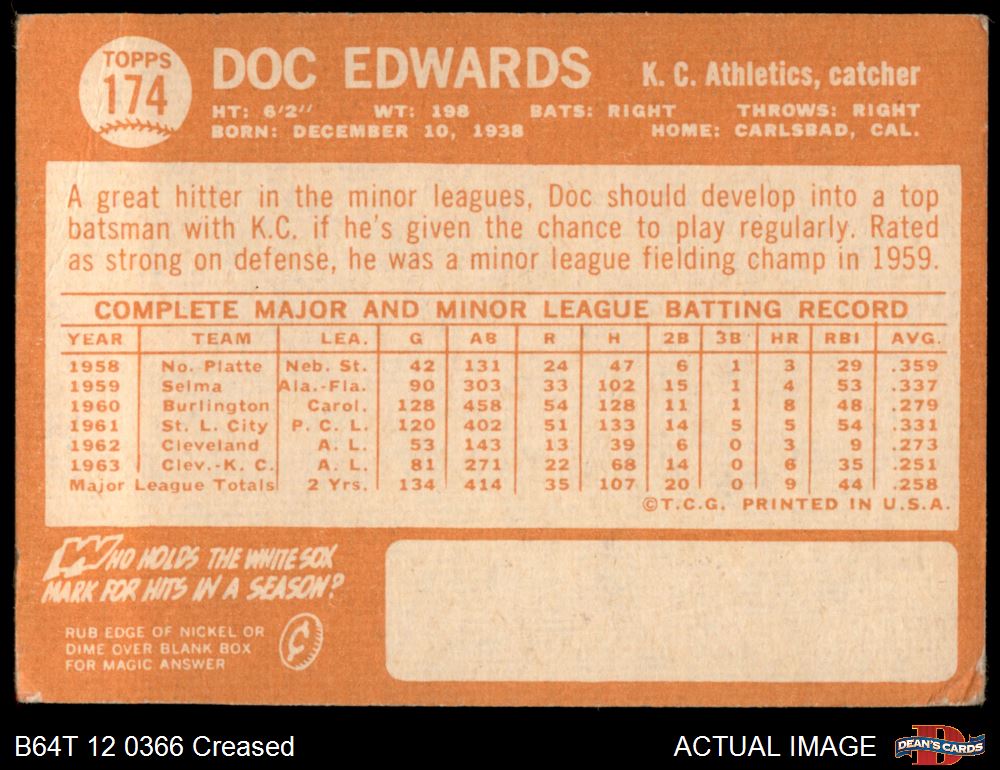 TOPPS
174
DOC EDWARDS K. C. Athletics, catcher
HT: 6'2" WT: 198 BATS: RIGHT THROWS: RIGHT
BORN: DECEMBER 10, 1938 HOME: CARLSBAD, CAL.
A great hitter in the minor leagues, Doc should develop into a top
batsman with K.C. if he's given the chance to play regularly. Rated
as strong on defense, he was a minor league fielding champ in 1959.
COMPLETE MAJOR AND MINOR LEAGUE BATTING RECORD
YEAR TEAM LEA. G AB R H 2B 3B HR RBI AVG.
1958 No. Platte Neb. St. 42 131 24 47 6 1 3 29 .359
1959 Selma Ala.-Fla. 90 303 33 102 15 1 4 53 .337
1960 Burlington Carol. 128 458 54 128 11 1 8 48 .279
1961 St. L. City P. C. L. 120 402 51 133 14 5 5 54 .331
1962 Cleveland A. L. 53 143 13 39 6 0 3 9 .273
1963 Clev.-K. C. A. L. 81 271 22 68 14 0 6 35 .251
Major League Totals 2 Yrs. 134 414 35 107 20 0 9 44 .258
©T.C.G. PRINTED IN U.S.A.
WHO HOLDS THE WHITE SOX
MARK FOR HITS IN A SEASON?
RUB EDGE OF NICKEL OR
DIME OVER BLANK BOX
FOR MAGIC ANSWER
¢
B64T 12 0366 Creased ACTUAL IMAGE
D
DEAN'S CARDS